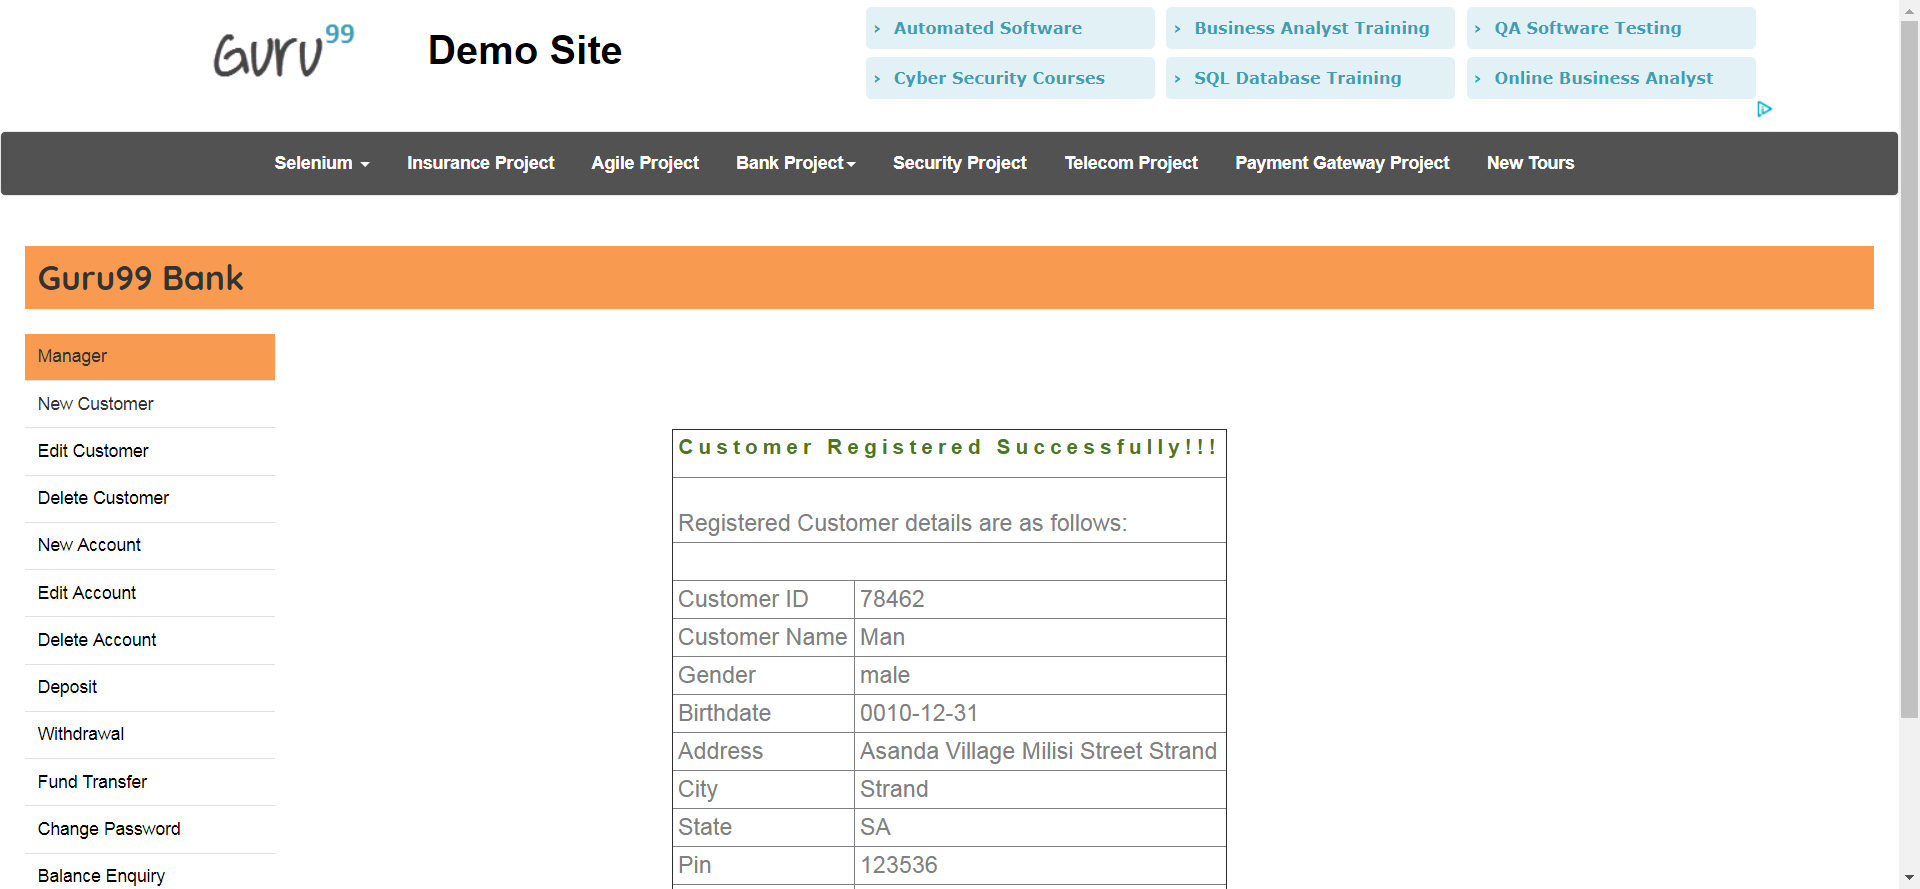 Guru99
Demo Site
› Automated Software
› Business Analyst Training
› QA Software Testing
› Cyber Security Courses
› SQL Database Training
› Online Business Analyst
Selenium Insurance Project Agile Project Bank Project Security Project Telecom Project Payment Gateway Project New Tours
Guru99 Bank
Manager
New Customer
Edit Customer
Delete Customer
New Account
Edit Account
Delete Account
Deposit
Withdrawal
Fund Transfer
Change Password
Balance Enquiry
Customer Registered Successfully!!!
Registered Customer details are as follows:
Customer ID 78462
Customer Name Man
Gender male
Birthdate 0010-12-31
Address Asanda Village Milisi Street Strand
City Strand
State SA
Pin 123536